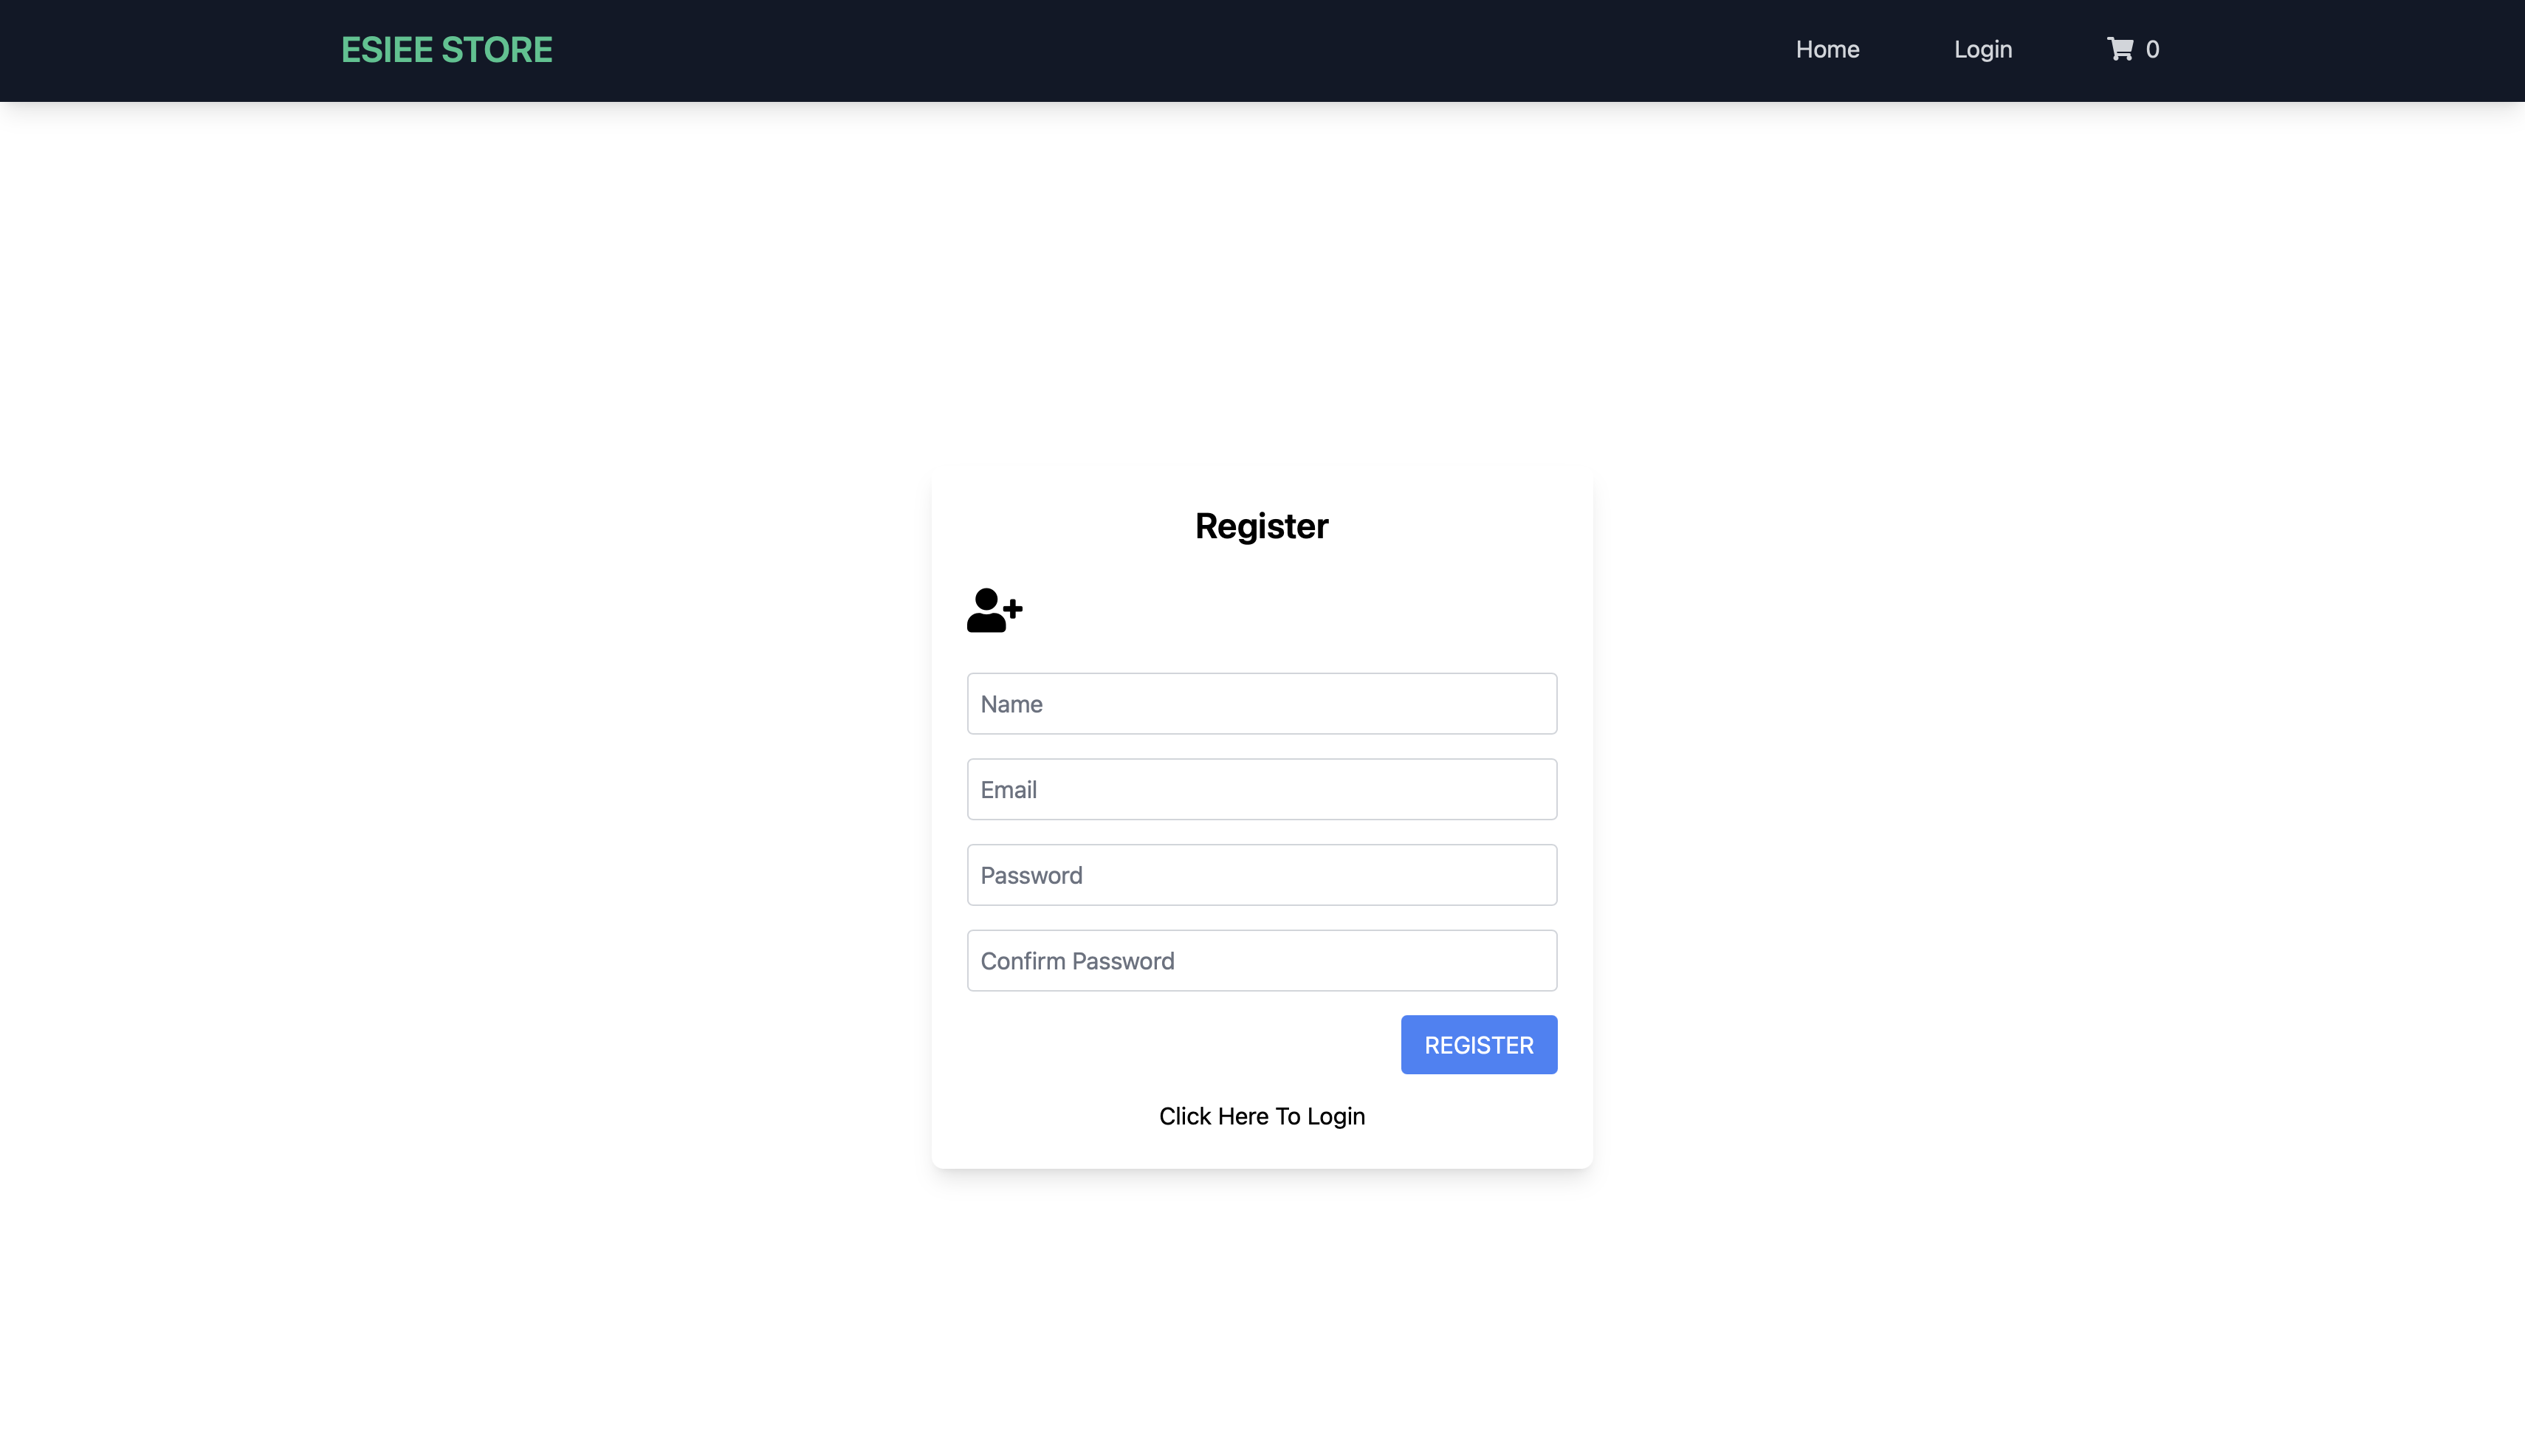 ESIEE STORE
Home
Login
0
Register
Name
Email
Password
Confirm Password
REGISTER
Click Here To Login